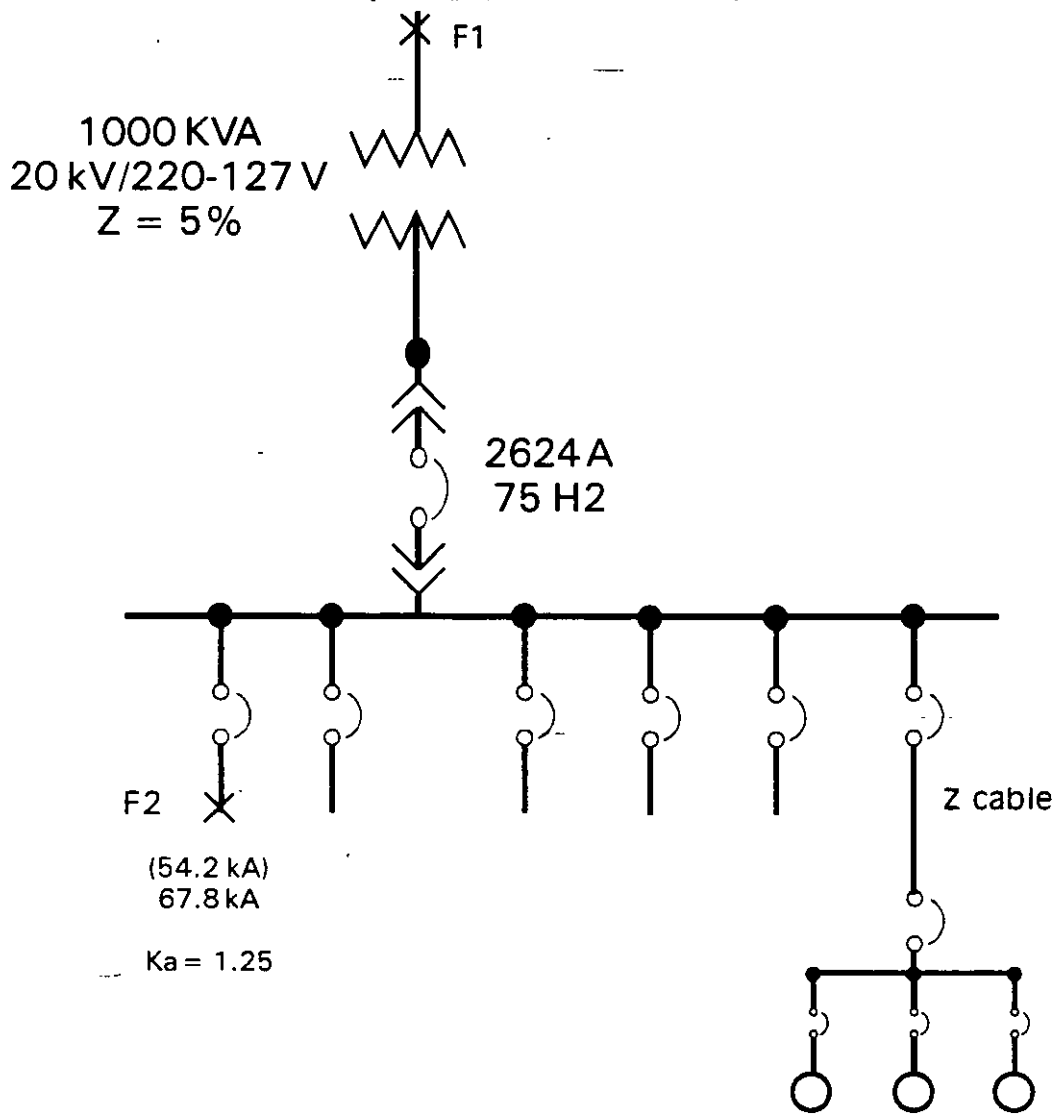 F1
1000 KVA
20 kV/220-127 V
Z = 5%
2624 A
75 H2
F2
Z cable
(54.2 kA)
67.8 kA
Ka = 1.25